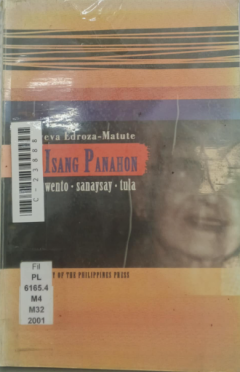 eva Edroza-Matute
ISANG PANAHON
wento · sanaysay · tula
C-23888
Y OF THE PHILIPPINES PRESS
Fil
PL
6165.4
M4
M32
2001